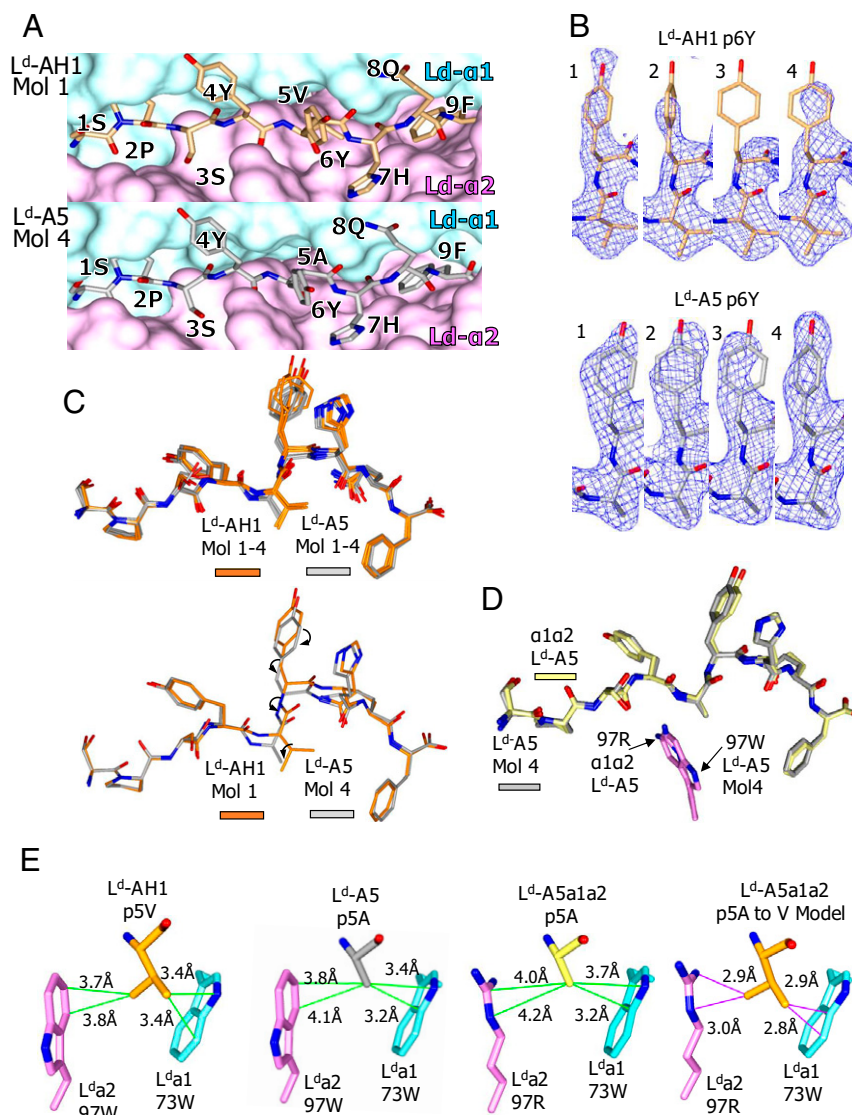 A
Lᵈ-AH1
Mol 1
8Q
Ld-α1
4Y
5V
9F
1S
2P
3S
6Y
7H
Ld-α2
Lᵈ-A5
Mol 4
8Q
Ld-α1
4Y
5A
9F
1S
2P
3S
6Y
7H
Ld-α2
B
Lᵈ-AH1 p6Y
1 2 3 4
Lᵈ-A5 p6Y
1 2 3 4
C
Lᵈ-AH1
Mol 1-4
Lᵈ-A5
Mol 1-4
Lᵈ-AH1
Mol 1
Lᵈ-A5
Mol 4
D
α1α2
Lᵈ-A5
Lᵈ-A5
Mol 4
97R
α1α2
Lᵈ-A5
97W
Lᵈ-A5
Mol4
E
Lᵈ-AH1
p5V
3.7Å
3.4Å
3.8Å
3.4Å
Lᵈa2
97W
Lᵈa1
73W
Lᵈ-A5
p5A
3.8Å
3.4Å
4.1Å
3.2Å
Lᵈa2
97W
Lᵈa1
73W
Lᵈ-A5a1a2
p5A
4.0Å
3.7Å
4.2Å
3.2Å
Lᵈa2
97R
Lᵈa1
73W
Lᵈ-A5a1a2
p5A to V Model
2.9Å
2.9Å
3.0Å
2.8Å
Lᵈa2
97R
Lᵈa1
73W